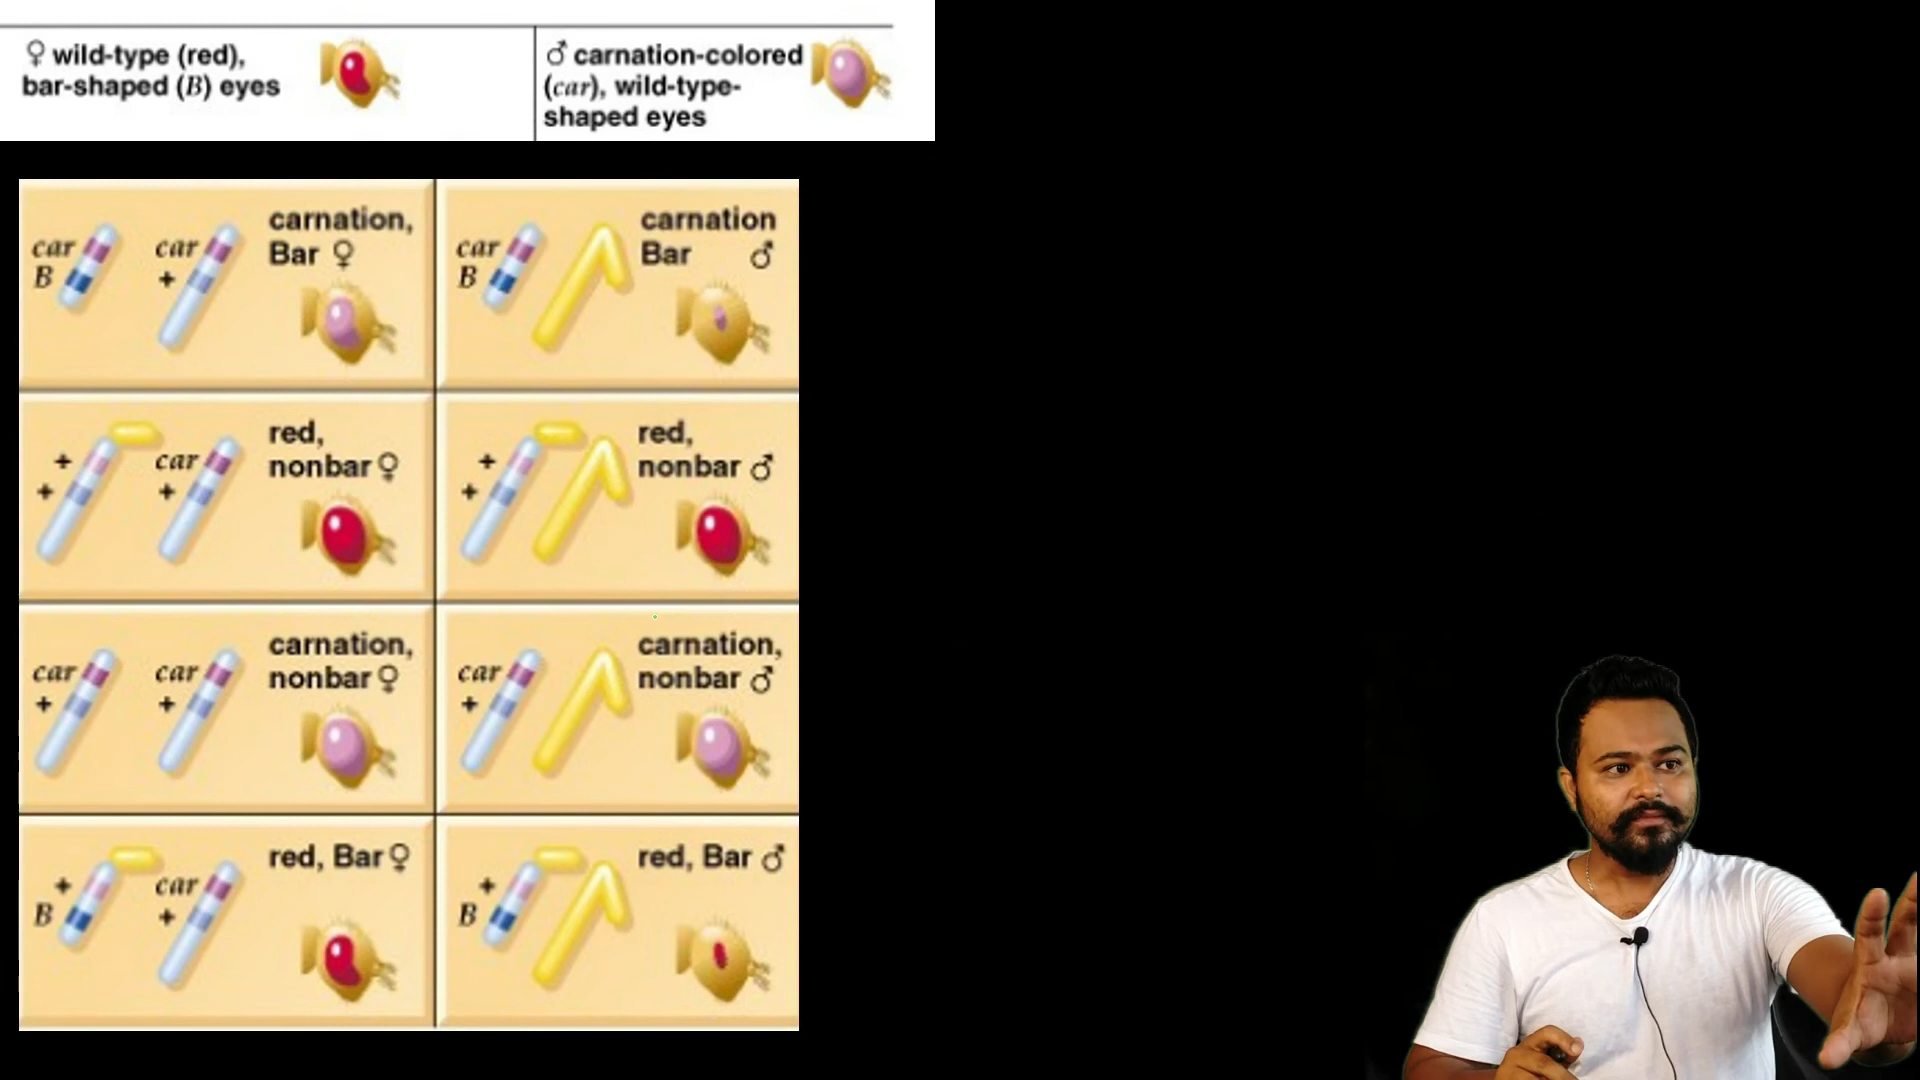 ♀ wild-type (red),
bar-shaped (B) eyes
♂ carnation-colored
(car), wild-type-
shaped eyes
car
B
car
+
carnation,
Bar ♀
car
B
carnation
Bar ♂
+
+
car
+
red,
nonbar ♀
+
+
red,
nonbar ♂
car
+
car
+
carnation,
nonbar ♀
car
+
carnation,
nonbar ♂
+
B
car
+
red, Bar ♀
+
B
red, Bar ♂